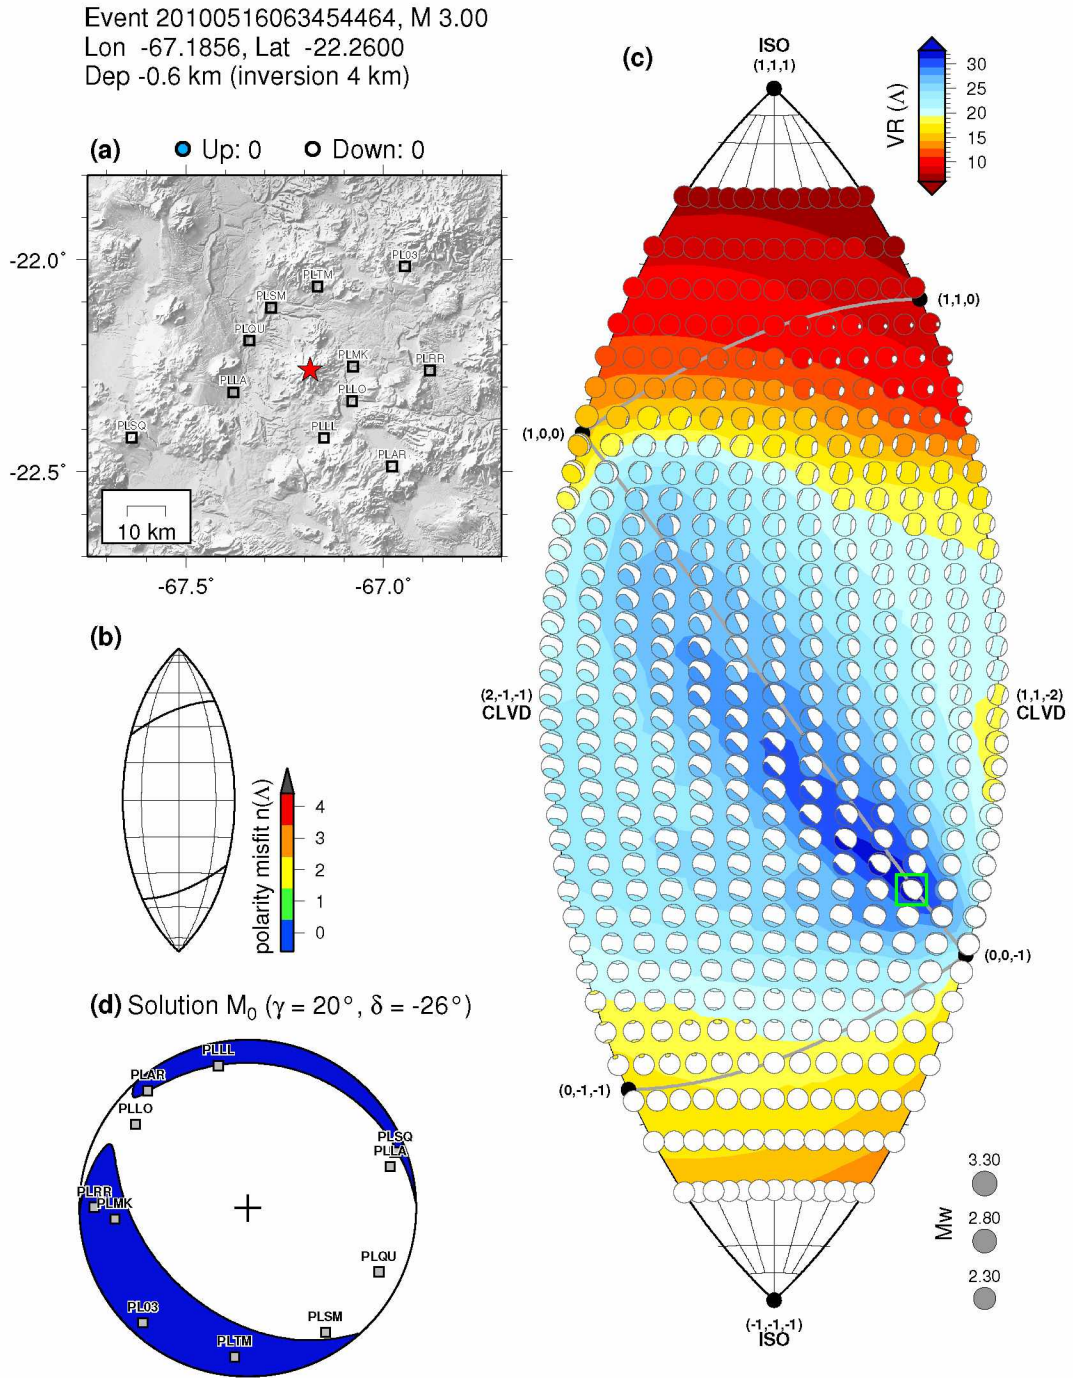 Event 20100516063454464, M 3.00
Lon -67.1856, Lat -22.2600
Dep -0.6 km (inversion 4 km)
(a) Up: 0 Down: 0
-22.0°
-22.5°
-67.5°
-67.0°
PL03
PLTM
PLSM
PLQU
PLMK
PLRR
PLLA
PLLO
PLSQ
PLLL
PLAR
10 km
(b)
polarity misfit n(Λ)
4
3
2
1
0
(c)
ISO
(1,1,1)
VR (Λ)
30
25
20
15
10
(1,1,0)
(1,0,0)
(2,-1,-1)
CLVD
(1,1,-2)
CLVD
(0,0,-1)
(0,-1,-1)
(-1,-1,-1)
ISO
Mw
3.30
2.80
2.30
(d) Solution M₀ (γ = 20°, δ = -26°)
PLLL
PLAR
PLLO
PLSQ
PLLA
PLRR
PLMK
PLQU
PL03
PLSM
PLTM